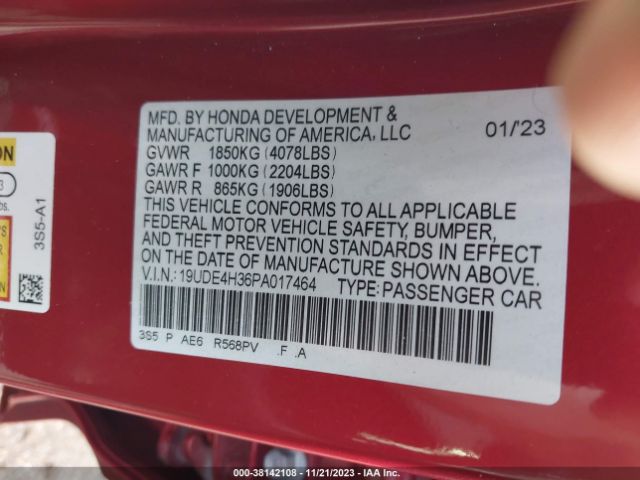 MFD. BY HONDA DEVELOPMENT &
MANUFACTURING OF AMERICA, LLC 01/'23
GVWR 1850KG (4078LBS)
GAWR F 1000KG (2204LBS)
GAWR R 865KG (1906LBS)
THIS VEHICLE CONFORMS TO ALL APPLICABLE
FEDERAL MOTOR VEHICLE SAFETY, BUMPER,
AND THEFT PREVENTION STANDARDS IN EFFECT
ON THE DATE OF MANUFACTURE SHOWN ABOVE.
V.I.N.: 19UDE4H36PA017464 TYPE: PASSENGER CAR
3S5 P AE6 R568PV .F .A
3S5-A1
000-38142108 - 11/21/2023 - IAA Inc.